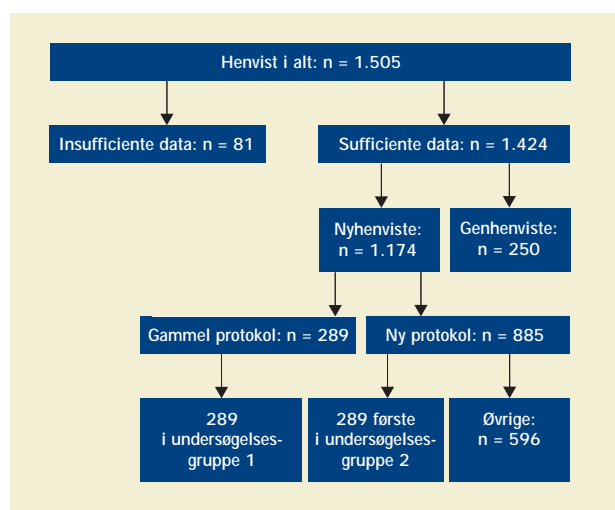 Henvist i alt: n = 1.505
Insufficiente data: n = 81
Sufficiente data: n = 1.424
Nyhenviste:
n = 1.174
Genhenviste:
n = 250
Gammel protokol: n = 289
Ny protokol: n = 885
289
i undersøgelses-
gruppe 1
289 første
i undersøgelses-
gruppe 2
Øvrige:
n = 596